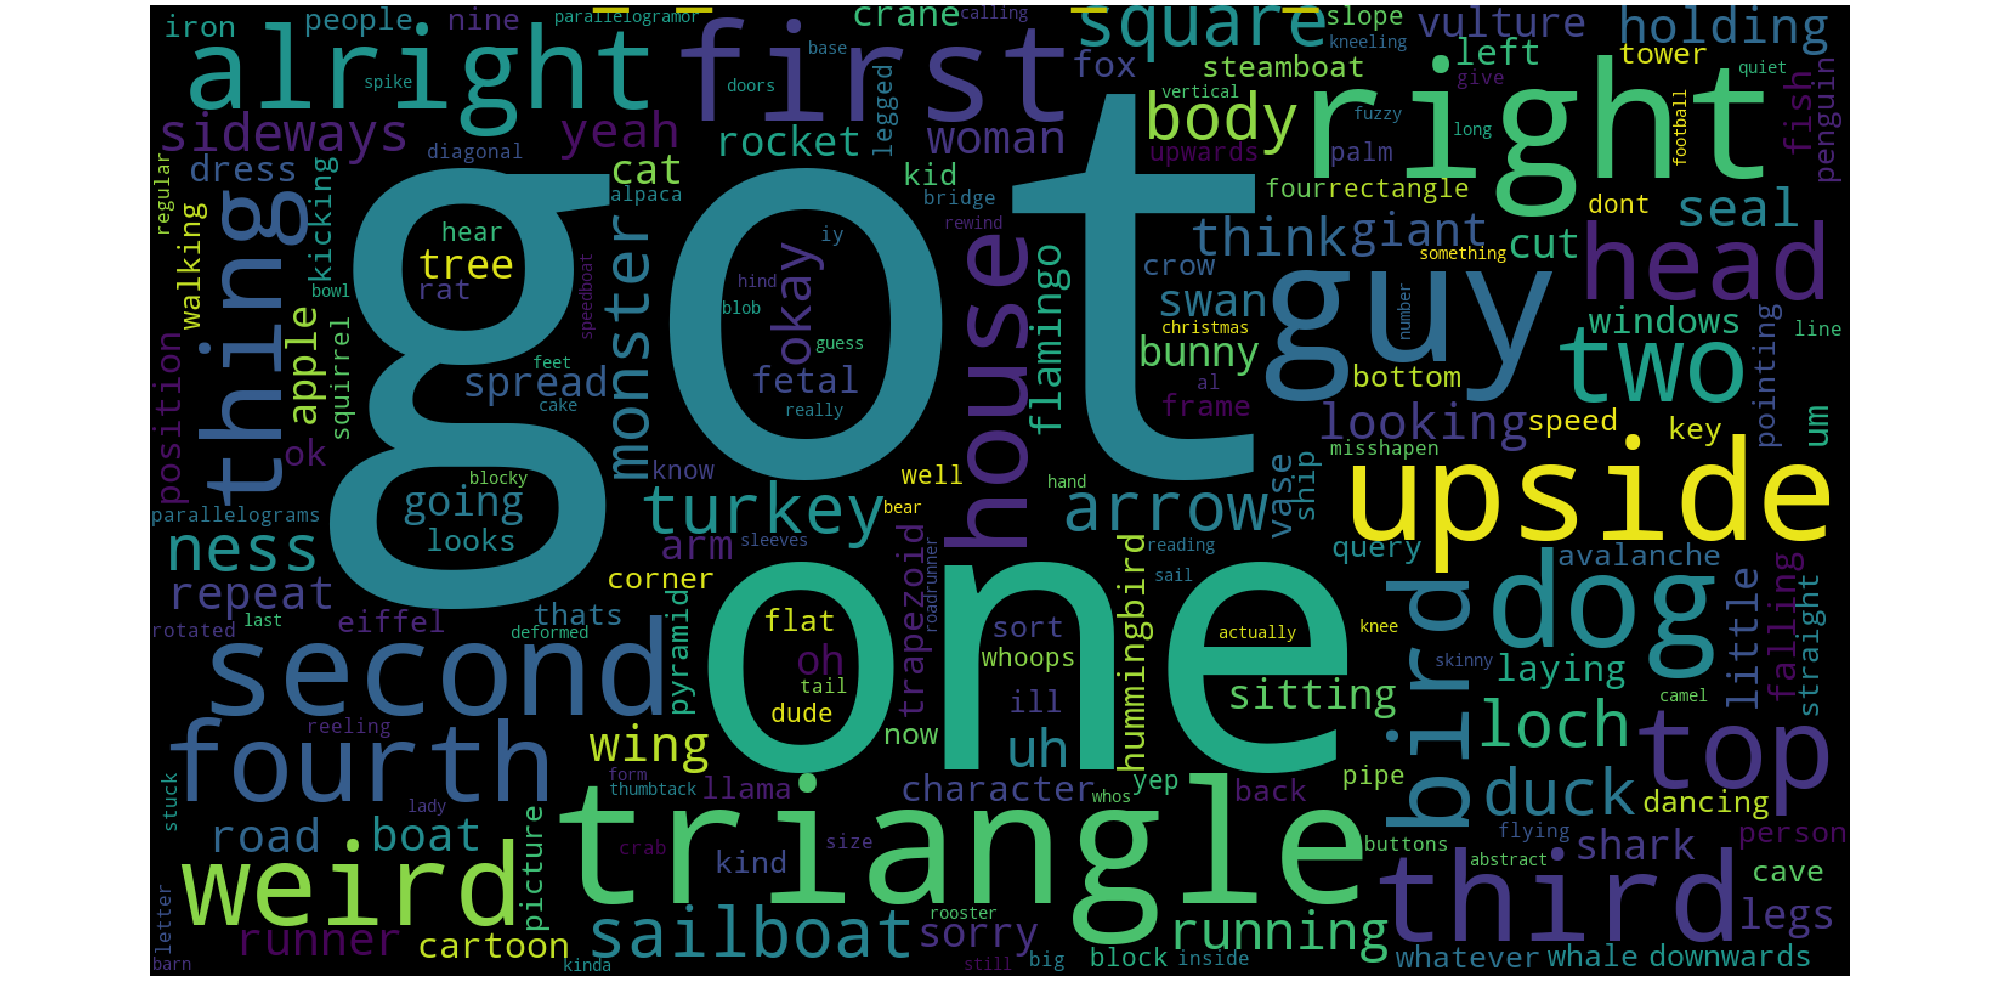 iron
people
nine
parallelogramor
crane
calling
square
slope
vulture
holding
alright
first
base
kneeling
left
tower
spike
doors
legged
fox
steamboat
right
give
quiet
vertical
body
fuzzy
long
football
fish
penguin
sideways
yeah
rocket
woman
upwards
palm
diagonal
regular
dress
kicking
cat
alpaca
kid
bridge
rewind
fourrectangle
dont
seal
walking
thing
got
hear
tree
rat
speedboat
monster
iy
hind
blob
okay
guess
fetal
really
house
flamingo
think
giant
something
cut
head
crow
swan
christmas
bunny
al
frame
guy
number
windows
line
two
pointing
bowl
apple
squirrel
position
ok
spread
feet
cake
bottom
looking
speed
key
um
misshapen
upside
know
well
hand
bear
blocky
going
looks
turkey
arrow
vase
ship
parallelograms
ness
arm
sleeves
roadrunner
trapezoid
reading
query
avalanche
repeat
corner
sail
hummingbird
bird
dog
little
falling
straight
rotated
last
eiffel
thats
deformed
pyramid
one
flat
oh
tail
dude
sort
whoops
ill
actually
knee
skinny
laying
camel
second
sitting
loch
top
reeling
fourth
wing
now
uh
form
thumbtack
llama
character
yep
whos
back
pipe
duck
dancing
stuck
lady
road
boat
picture
triangle
crab
kind
size
buttons
flying
abstract
shark
person
cave
weird
third
legs
letter
runner
cartoon
sailboat
rooster
sorry
running
barn
kinda
still
big
block
inside
whatever
whale
downwards